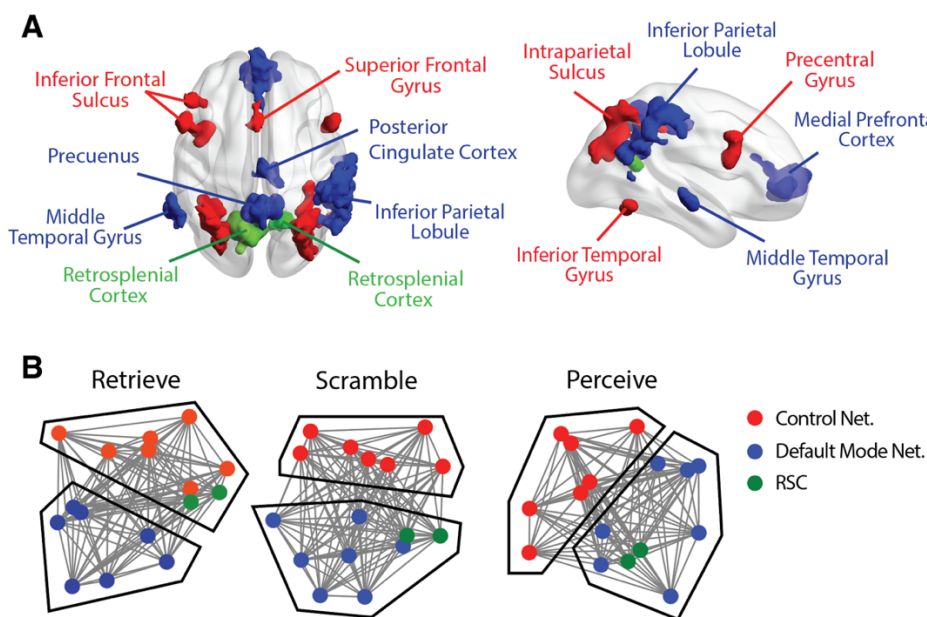 A
Inferior Frontal
Sulcus
Superior Frontal
Gyrus
Precuenus
Posterior
Cingulate Cortex
Middle
Temporal Gyrus
Inferior Parietal
Lobule
Retrosplenial
Cortex
Retrosplenial
Cortex
Intraparietal
Sulcus
Inferior Parietal
Lobule
Precentral
Gyrus
Medial Prefronta
Cortex
Inferior Temporal
Gyrus
Middle Temporal
Gyrus
B
Retrieve
Scramble
Perceive
Control Net.
Default Mode Net.
RSC